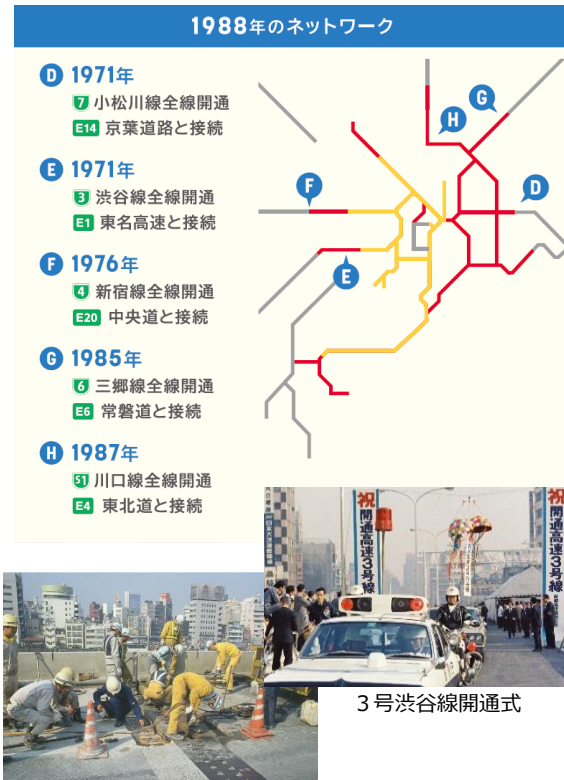 1988年のネットワーク
D 1971年
7 小松川線全線開通
E14 京葉道路と接続
E 1971年
3 渋谷線全線開通
E1 東名高速と接続
F 1976年
4 新宿線全線開通
E20 中央道と接続
G 1985年
6 三郷線全線開通
E6 常磐道と接続
H 1987年
S1 川口線全線開通
E4 東北道と接続
G
H
D
F
E
祝開通高速3号線
祝開通高速3号線
3号渋谷線開通式